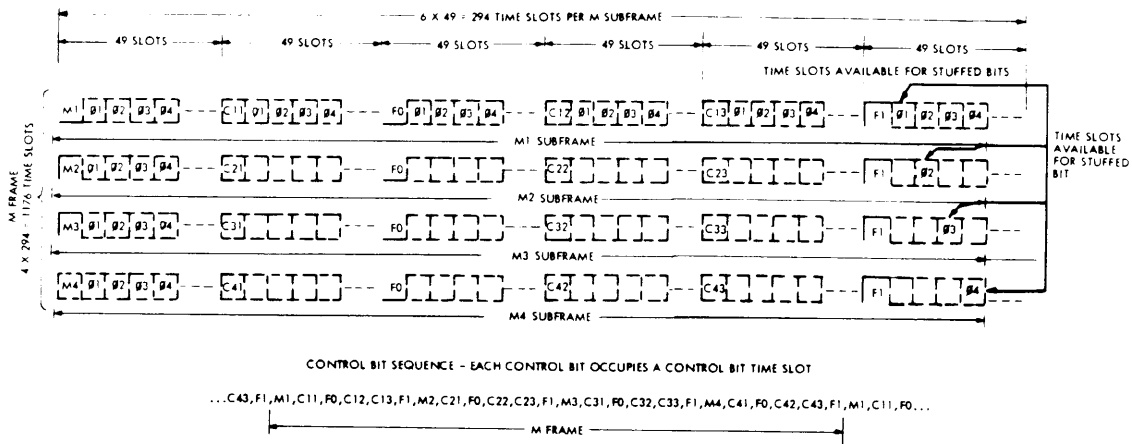 6 X 49 = 294 TIME SLOTS PER M SUBFRAME
49 SLOTS 49 SLOTS 49 SLOTS 49 SLOTS 49 SLOTS 49 SLOTS
TIME SLOTS AVAILABLE FOR STUFFED BITS
M1 Ø1 Ø2 Ø3 Ø4 C11 Ø1 Ø2 Ø3 Ø4 F0 Ø1 Ø2 Ø3 Ø4 C12 Ø1 Ø2 Ø3 Ø4 C13 Ø1 Ø2 Ø3 Ø4 F1 Ø1 Ø2 Ø3 Ø4
M1 SUBFRAME
TIME SLOTS
AVAILABLE
FOR STUFFED
BIT
M2 Ø1 Ø2 Ø3 Ø4 C21 F0 C22 C23 F1 Ø2
M2 SUBFRAME
M3 Ø1 Ø2 Ø3 Ø4 C31 F0 C32 C33 F1 Ø3
M3 SUBFRAME
M4 Ø1 Ø2 Ø3 Ø4 C41 F0 C42 C43 F1 Ø4
M4 SUBFRAME
M FRAME
4 X 294 = 1176 TIME SLOTS
CONTROL BIT SEQUENCE - EACH CONTROL BIT OCCUPIES A CONTROL BIT TIME SLOT
...C43,F1,M1,C11,F0,C12,C13,F1,M2,C21,F0,C22,C23,F1,M3,C31,F0,C32,C33,F1,M4,C41,F0,C42,C43,F1,M1,C11,F0...
M FRAME